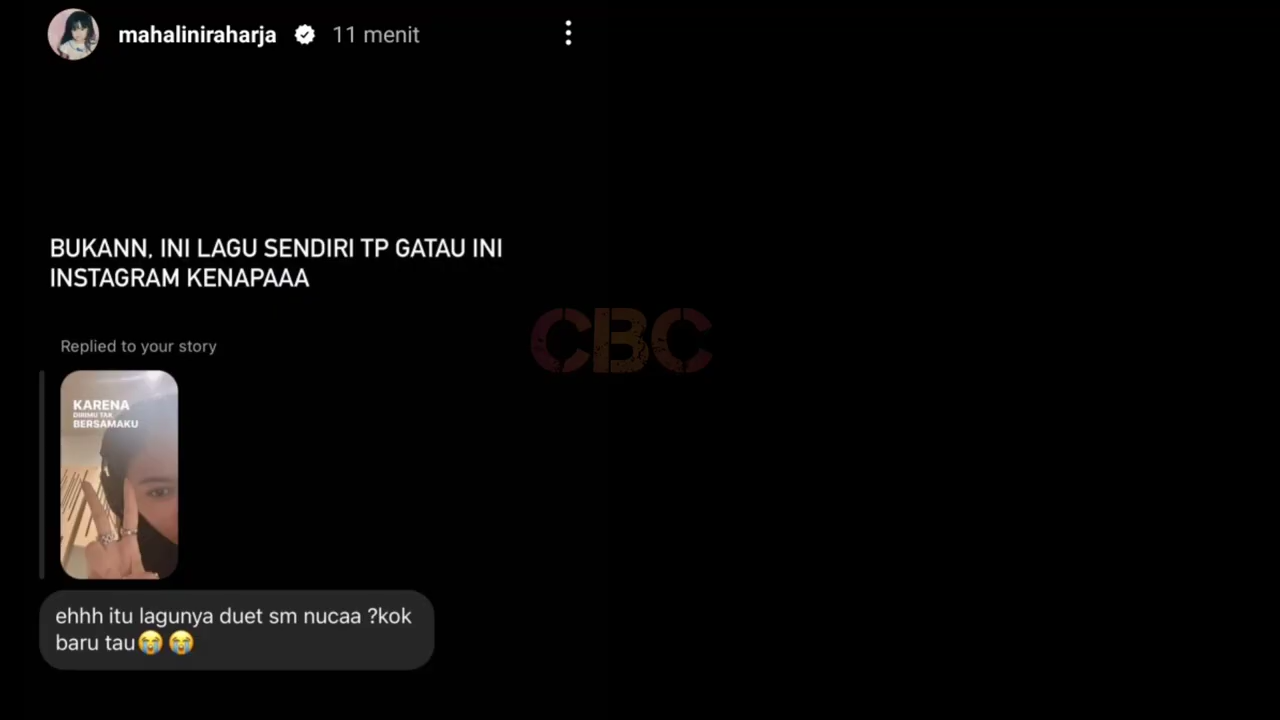 mahaliniraharja 11 menit
BUKANN, INI LAGU SENDIRI TP GATAU INI
INSTAGRAM KENAPAAA
CBC
Replied to your story
KARENA
DIRIMU TAK
BERSAMAKU
ehhh itu lagunya duet sm nucaa ?kok
baru tau😭😭